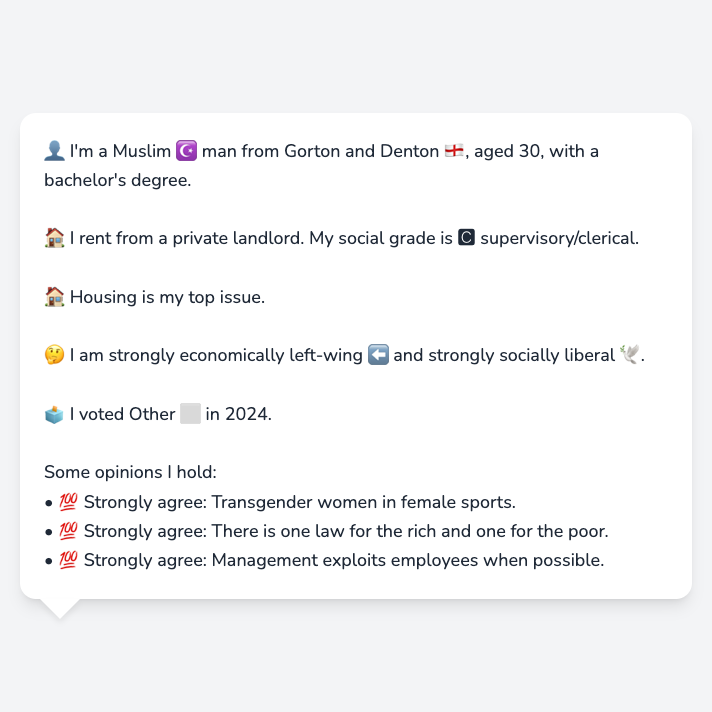 👤 I'm a Muslim ☪️ man from Gorton and Denton 🏴󠁧󠁢󠁥󠁮󠁧󠁿, aged 30, with a
bachelor's degree.
🏠 I rent from a private landlord. My social grade is 🅲 supervisory/clerical.
🏠 Housing is my top issue.
🤔 I am strongly economically left-wing ⬅️ and strongly socially liberal 🕊️.
🗳️ I voted Other ⬜ in 2024.
Some opinions I hold:
• 💯 Strongly agree: Transgender women in female sports.
• 💯 Strongly agree: There is one law for the rich and one for the poor.
• 💯 Strongly agree: Management exploits employees when possible.